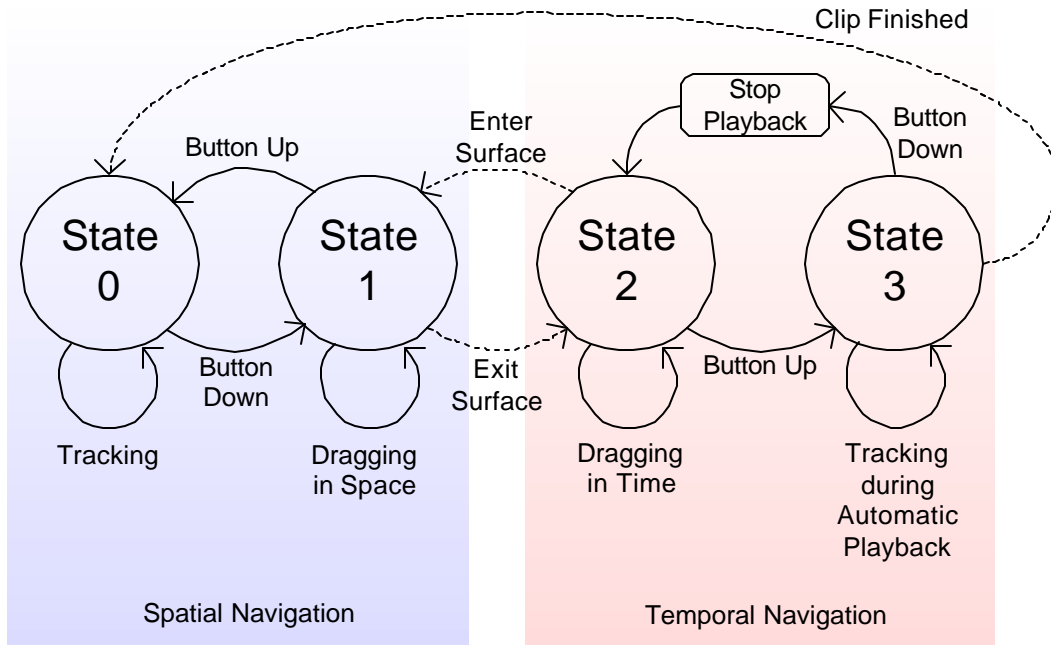 Clip Finished
Stop
Playback
Button
Down
Enter
Surface
Button Up
State
0
State
1
State
2
State
3
Button
Down
Exit
Surface
Button Up
Tracking
Dragging
in Space
Dragging
in Time
Tracking
during
Automatic
Playback
Spatial Navigation
Temporal Navigation